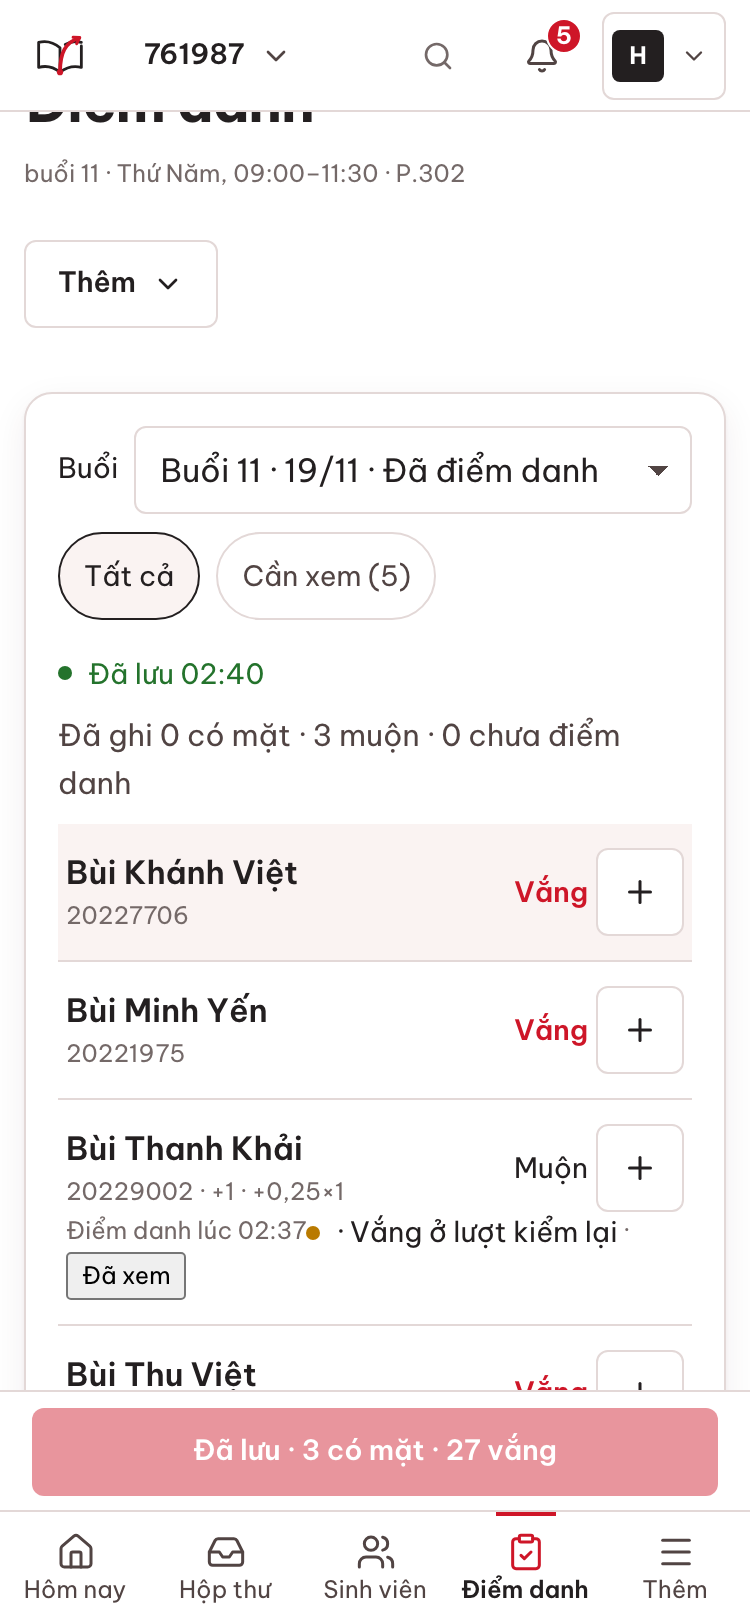 761987
5
H
Điểm danh
buổi 11 · Thứ Năm, 09:00–11:30 · P.302
Thêm
Buổi
Buổi 11 · 19/11 · Đã điểm danh
Tất cả
Cần xem (5)
Đã lưu 02:40
Đã ghi 0 có mặt · 3 muộn · 0 chưa điểm
danh
Bùi Khánh Việt
20227706
Vắng
+
Bùi Minh Yến
20221975
Vắng
+
Bùi Thanh Khải
20229002 · +1 · +0,25×1
Muộn
+
Điểm danh lúc 02:37 · Vắng ở lượt kiểm lại ·
Đã xem
Bùi Thu Việt
Vắng
+
Đã lưu · 3 có mặt · 27 vắng
Hôm nay
Hộp thư
Sinh viên
Điểm danh
Thêm